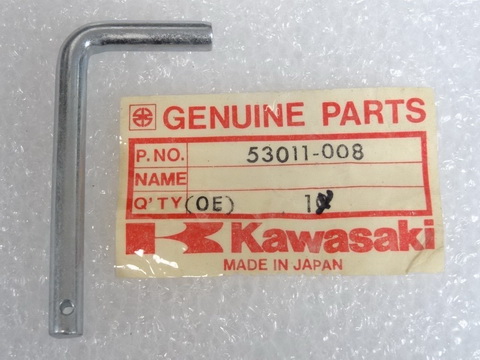 GENUINE PARTS
P.NO. 53011-008
NAME
Q'TY (OE) 1
Kawasaki
MADE IN JAPAN